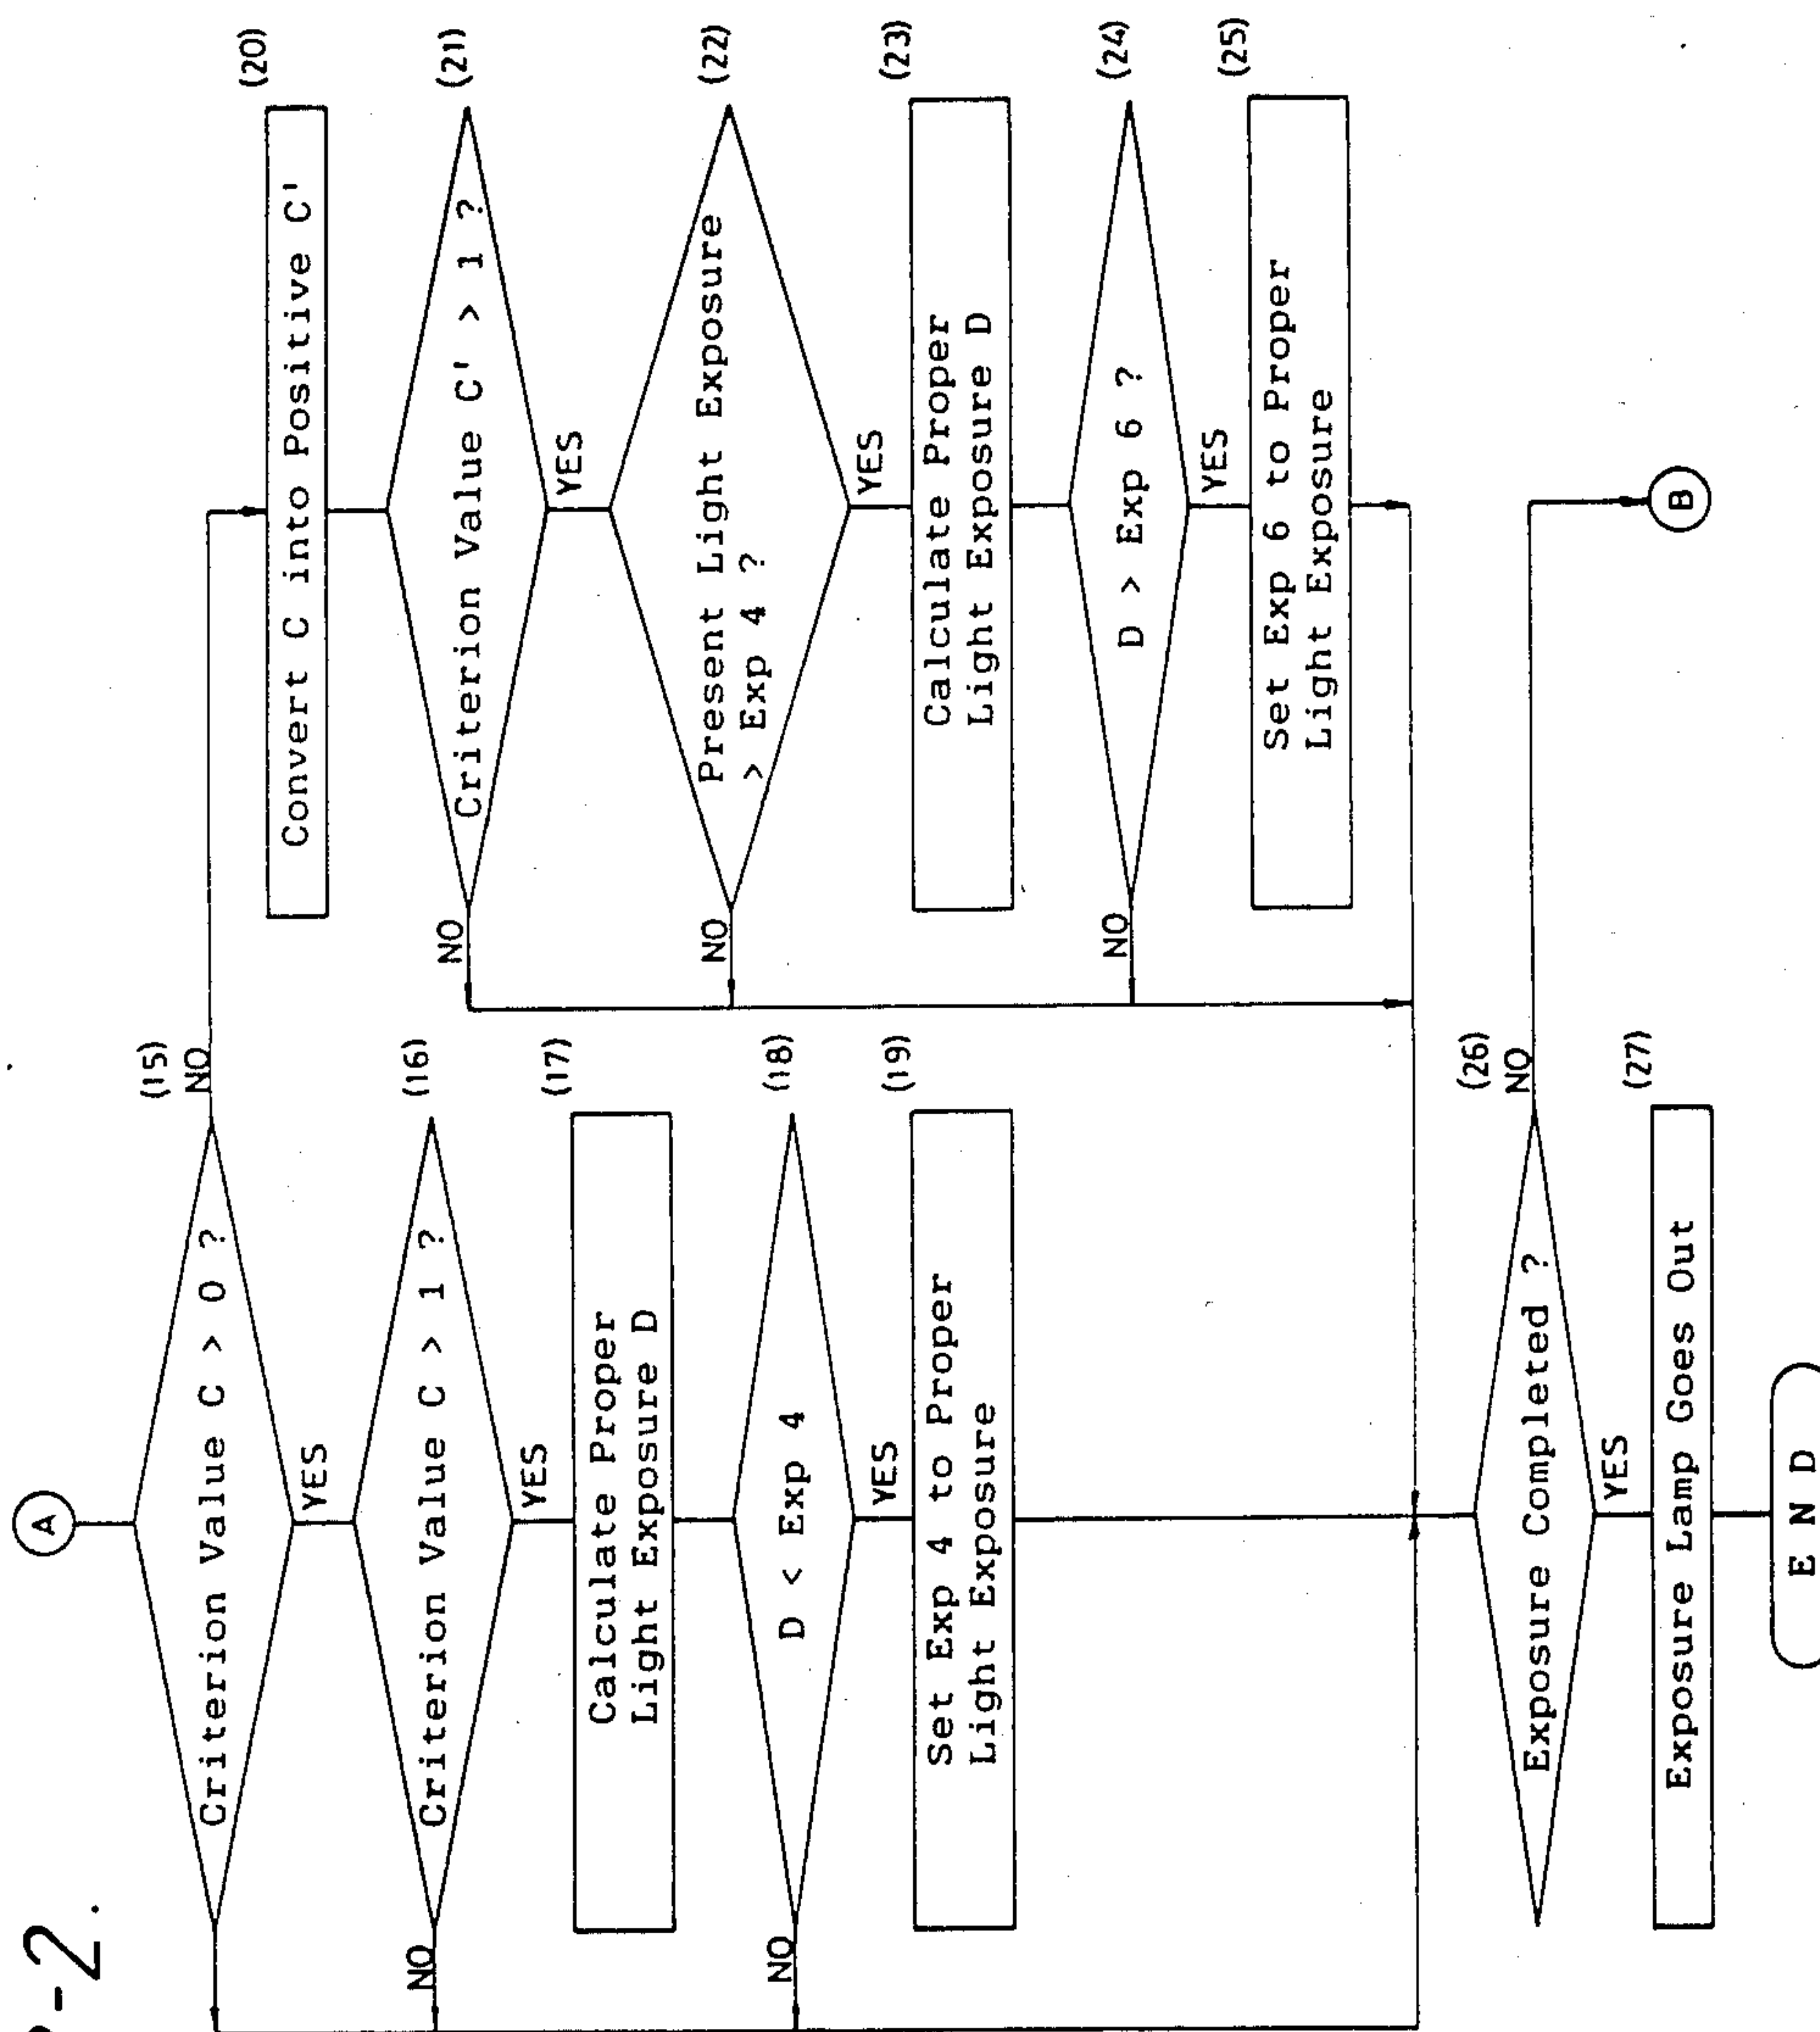 -2.
A
(15)
Criterion Value C > 0 ?
NO
YES
(16)
Criterion Value C > 1 ?
NO
YES
(17)
Calculate Proper
Light Exposure D
(18)
D < Exp 4
NO
YES
(19)
Set Exp 4 to Proper
Light Exposure
(20)
Convert C into Positive C'
(21)
Criterion Value C' > 1 ?
NO
YES
(22)
Present Light Exposure
> Exp 4 ?
NO
YES
(23)
Calculate Proper
Light Exposure D
(24)
D > Exp 6 ?
NO
YES
(25)
Set Exp 6 to Proper
Light Exposure
(26)
Exposure Completed ?
NO
YES
B
(27)
Exposure Lamp Goes Out
E N D